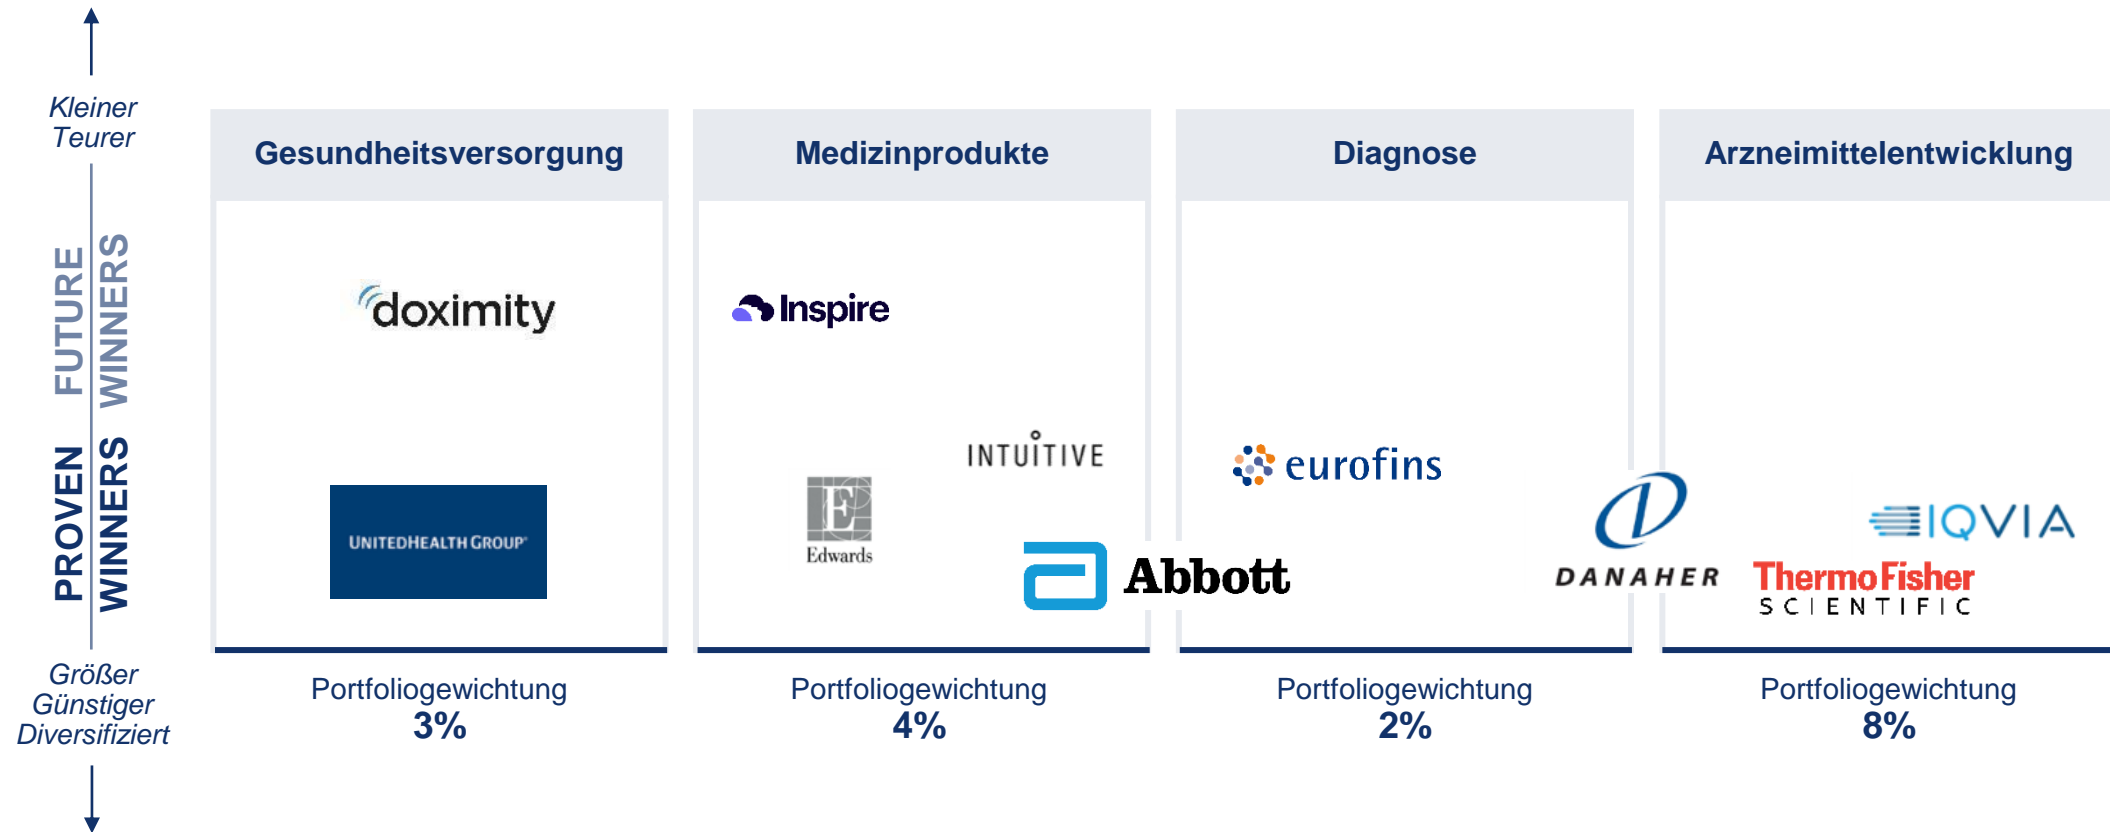 Kleiner
Teurer
FUTURE
WINNERS
PROVEN
WINNERS
Größer
Günstiger
Diversifiziert
Gesundheitsversorgung
doximity
UNITEDHEALTH GROUP
Portfoliogewichtung
3%
Medizinprodukte
Inspire
INTUITIVE
E
Edwards
Abbott
Portfoliogewichtung
4%
Diagnose
eurofins
DANAHER
Portfoliogewichtung
2%
Arzneimittelentwicklung
IQVIA
ThermoFisher
SCIENTIFIC
Portfoliogewichtung
8%